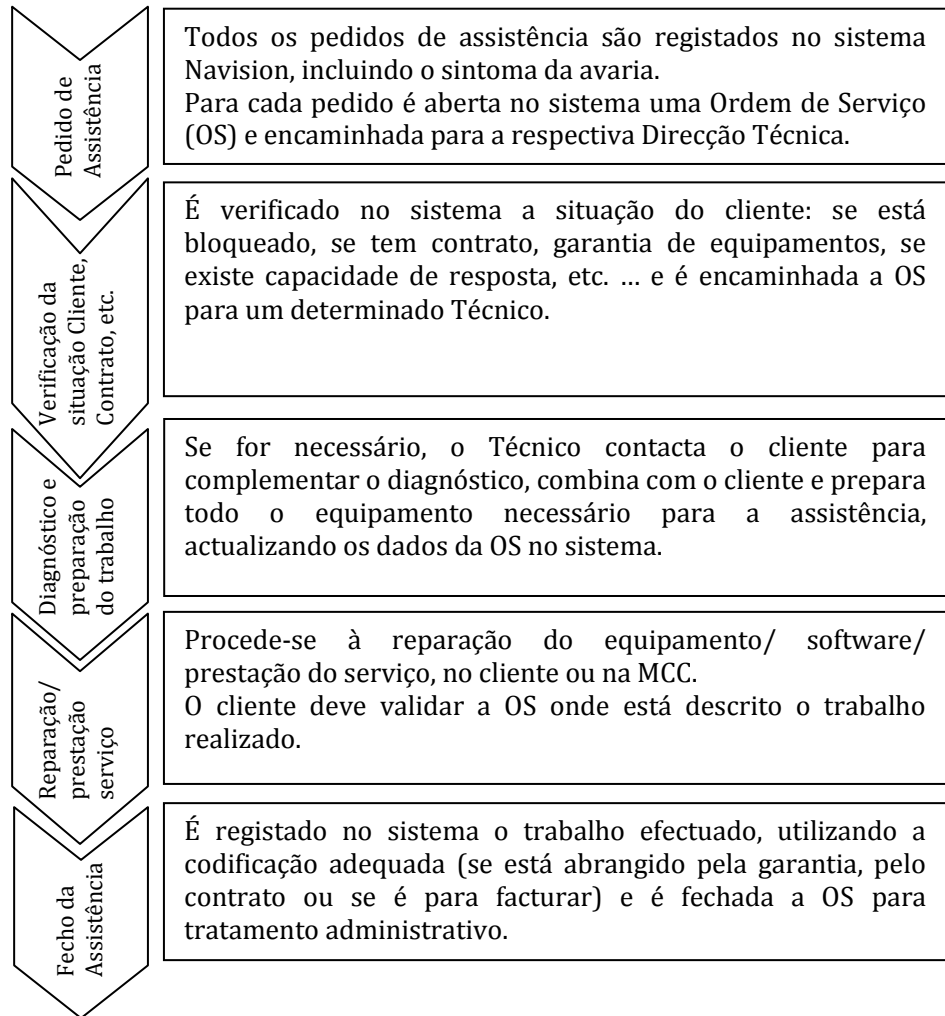 Pedido de
Assistência
Todos os pedidos de assistência são registados no sistema
Navision, incluindo o sintoma da avaria.
Para cada pedido é aberta no sistema uma Ordem de Serviço
(OS) e encaminhada para a respectiva Direcção Técnica.
Verificação da
situação Cliente,
Contrato, etc.
É verificado no sistema a situação do cliente: se está
bloqueado, se tem contrato, garantia de equipamentos, se
existe capacidade de resposta, etc. … e é encaminhada a OS
para um determinado Técnico.
Diagnóstico e
preparação
do trabalho
Se for necessário, o Técnico contacta o cliente para
complementar o diagnóstico, combina com o cliente e prepara
todo o equipamento necessário para a assistência,
actualizando os dados da OS no sistema.
Reparação/
prestação
serviço
Procede-se à reparação do equipamento/ software/
prestação do serviço, no cliente ou na MCC.
O cliente deve validar a OS onde está descrito o trabalho
realizado.
Fecho da
Assistência
É registado no sistema o trabalho efectuado, utilizando a
codificação adequada (se está abrangido pela garantia, pelo
contrato ou se é para facturar) e é fechada a OS para
tratamento administrativo.